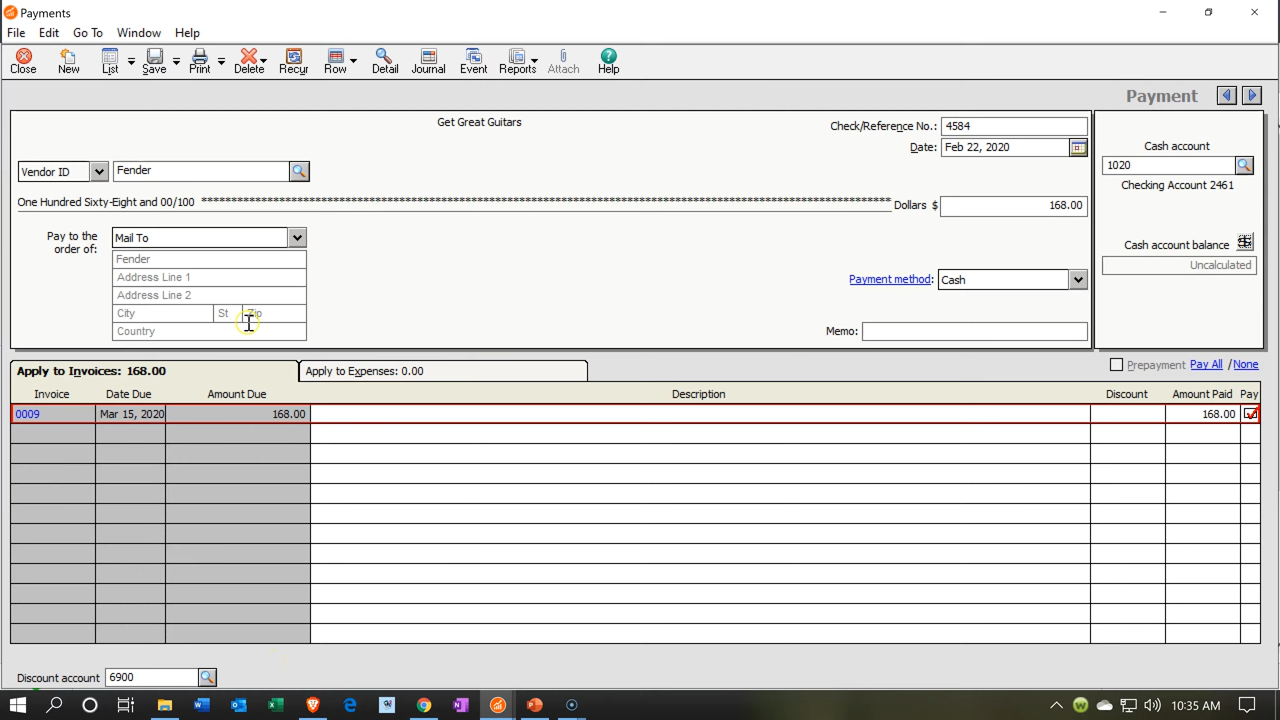 Payments
File Edit Go To Window Help
Close New List Save Print Delete Recur Row Detail Journal Event Reports Attach Help
Payment
Get Great Guitars
Check/Reference No.: 4584
Date: Feb 22, 2020
Cash account
1020
Checking Account 2461
Vendor ID Fender
One Hundred Sixty-Eight and 00/100 ****************************** Dollars $ 168.00
Pay to the order of: Mail To
Fender
Address Line 1
Address Line 2
City St Zip
Country
Cash account balance
Uncalculated
Payment method: Cash
Memo:
Apply to Invoices: 168.00 Apply to Expenses: 0.00
Prepayment Pay All / None
Invoice Date Due Amount Due Description Discount Amount Paid Pay
0009 Mar 15, 2020 168.00 168.00
Discount account 6900
10:35 AM